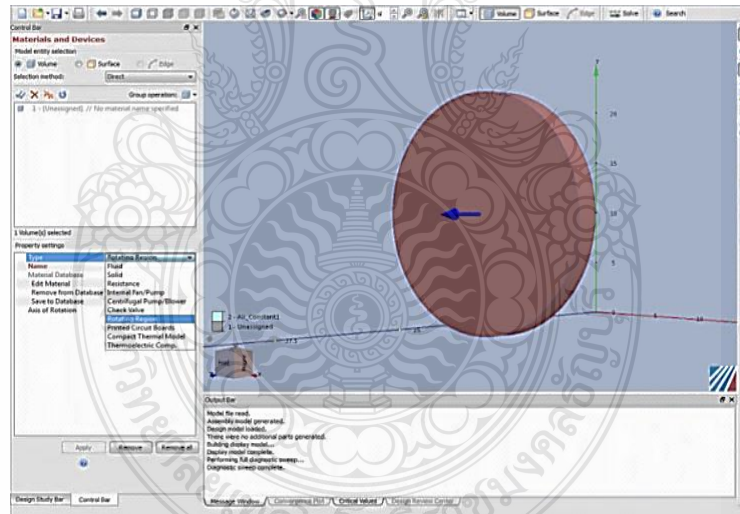 Volume
Surface
Edge
Solve
Search
Control Bar
Materials and Devices
Model entity selection
Volume
Surface
Edge
Selection method:
Direct
Group operation:
1 - [Unassigned] // No material name specified
1 Volume(s) selected
Property settings
Type
Rotating Region
Name
Fluid
Material Database
Solid
Edit Material
Resistance
Remove from Database
Internal Fan/Pump
Save to Database
Centrifugal Pump/Blower
Axis of Rotation
Check Valve
Rotating Region
Printed Circuit Boards
Compact Thermal Model
Thermoelectric Comp.
Apply
Remove
Remove all
Design Study Bar
Control Bar
Y
20
15
10
5
2 - Air_Constant1
1 - Unassigned
Output Bar
Model file read.
Assembly model generated.
Design model loaded.
There were no additional parts generated.
Building display model...
Display model complete.
Performing full diagnostic sweep...
Diagnostic sweep complete.
Message Window
Convergence Plot
Critical Values
Design Review Center